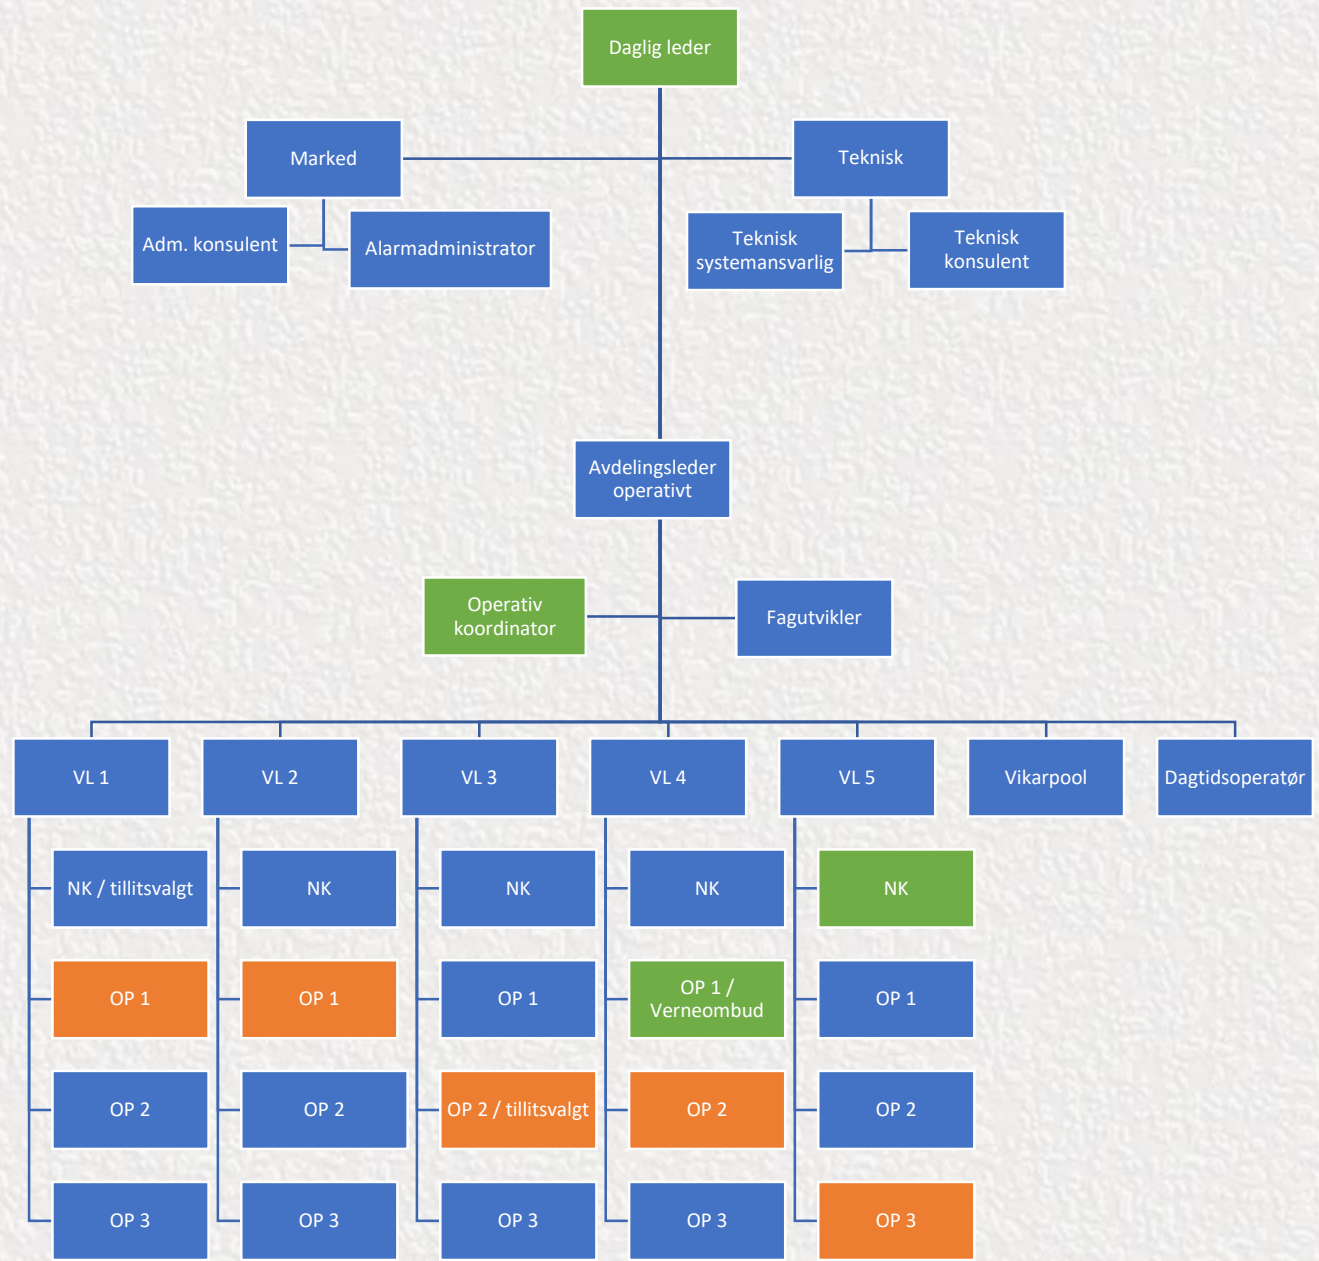 Daglig leder
Marked
Teknisk
Adm. konsulent
Alarmadministrator
Teknisk
systemansvarlig
Teknisk
konsulent
Avdelingsleder
operativt
Operativ
koordinator
Fagutvikler
VL 1
VL 2
VL 3
VL 4
VL 5
Vikarpool
Dagtidsoperatør
NK / tillitsvalgt
NK
NK
NK
NK
OP 1
OP 1
OP 1
OP 1 /
Verneombud
OP 1
OP 2
OP 2
OP 2 / tillitsvalgt
OP 2
OP 2
OP 3
OP 3
OP 3
OP 3
OP 3